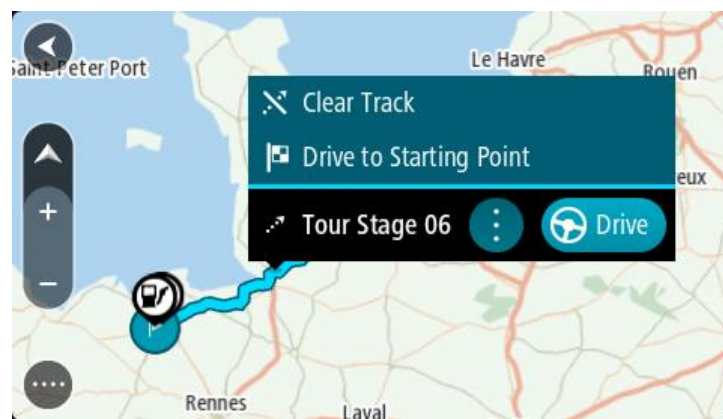 Saint Peter Port
Le Havre
Rouen
Clear Track
Drive to Starting Point
eux
Tour Stage 06
Drive
Rennes
Laval